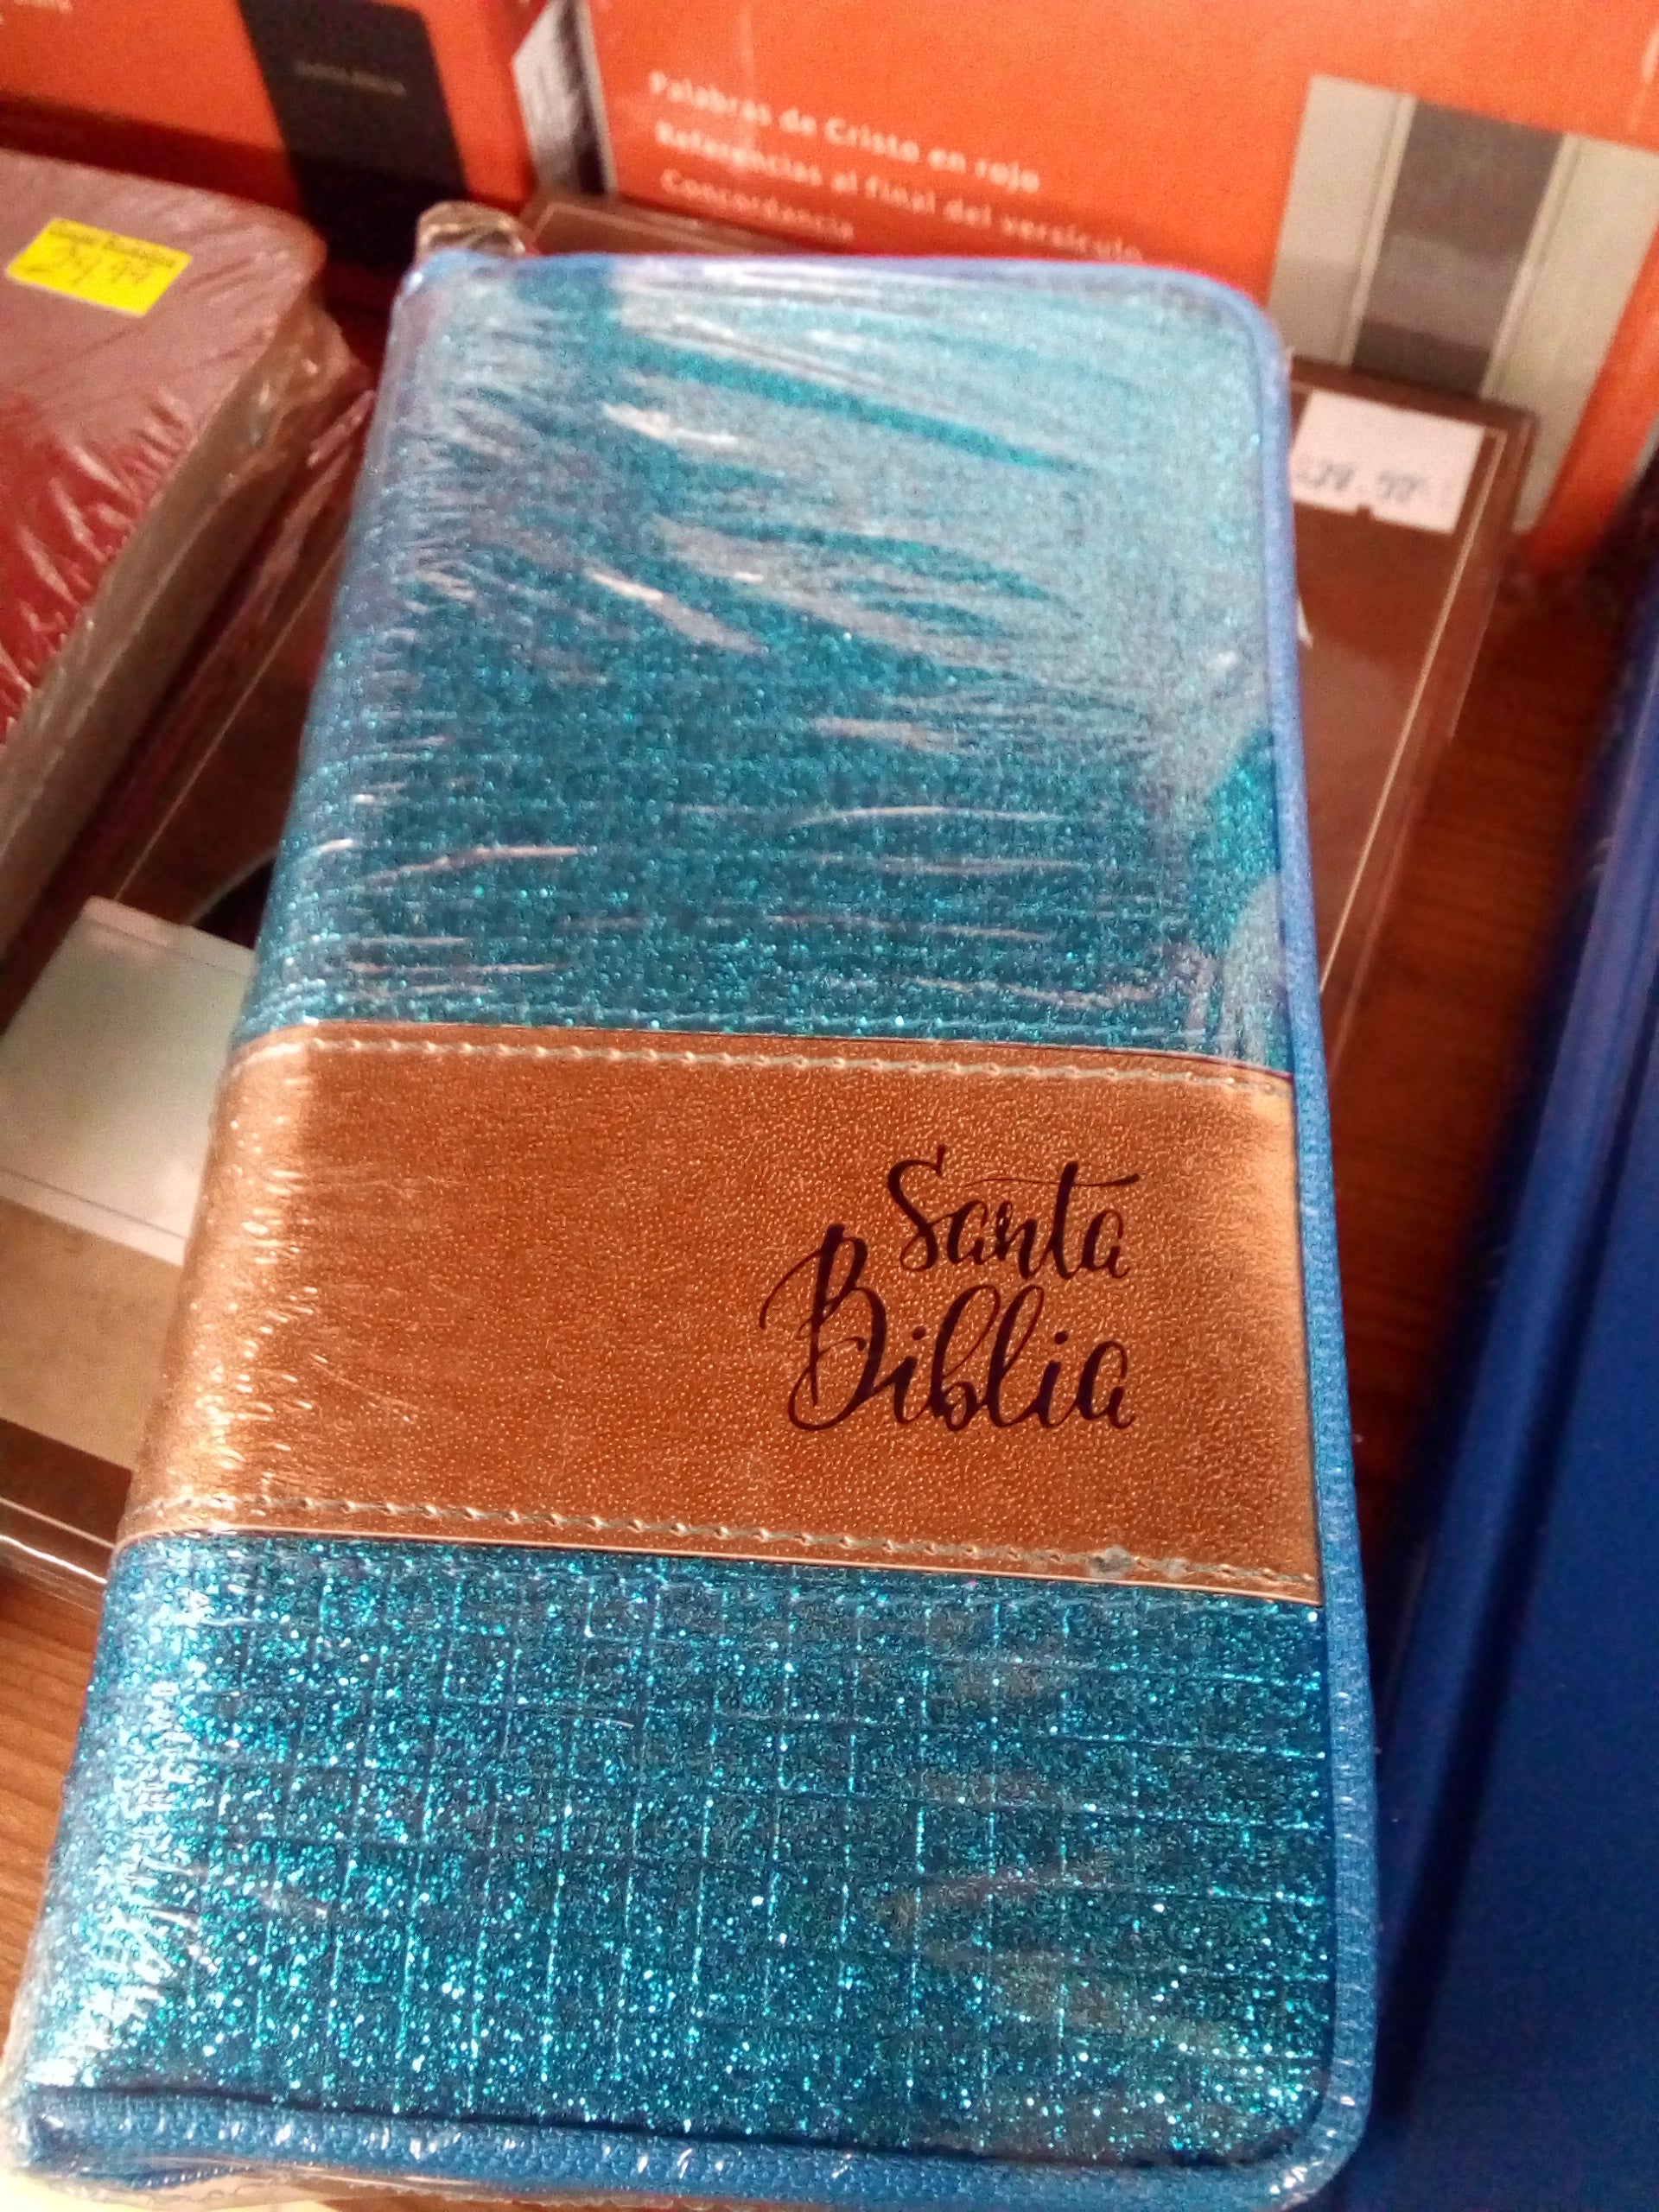 Palabras de Cristo en rojo
Referencias al final del versículo
Concordancia
Santa
Biblia